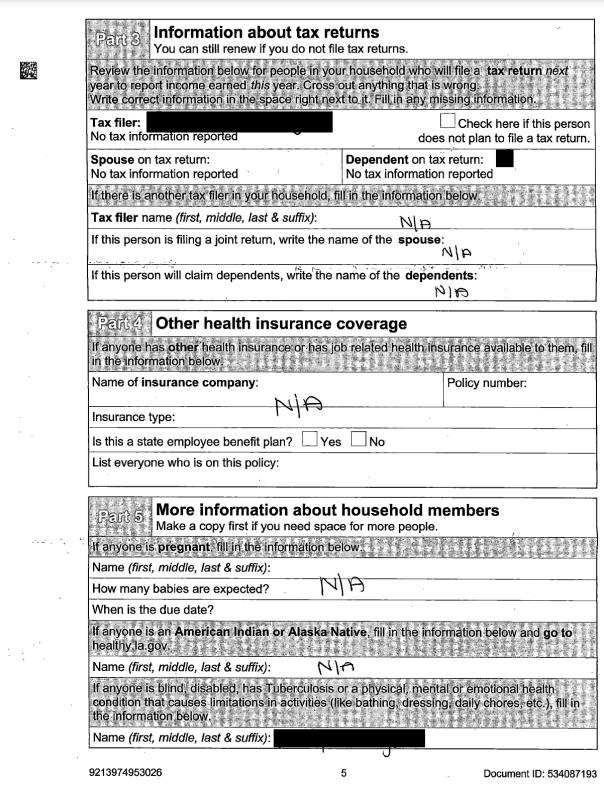 Part 3 Information about tax returns
You can still renew if you do not file tax returns.
Review the information below for people in your household who will file a tax return next
year to report income earned this year. Cross out anything that is wrong.
Write correct information in the space right next to it. Fill in any missing information.
Tax filer:
Check here if this person
No tax information reported
does not plan to file a tax return.
Spouse on tax return:
Dependent on tax return:
No tax information reported
No tax information reported
If there is another tax filer in your household, fill in the information below.
Tax filer name (first, middle, last & suffix): N/A
If this person is filing a joint return, write the name of the spouse:
N/A
If this person will claim dependents, write the name of the dependents:
N/A
Part 4 Other health insurance coverage
If anyone has other health insurance or has job related health insurance available to them, fill
in the information below.
Name of insurance company:
Policy number:
N/A
Insurance type:
Is this a state employee benefit plan? Yes No
List everyone who is on this policy:
Part 5 More information about household members
Make a copy first if you need space for more people.
If anyone is pregnant, fill in the information below.
Name (first, middle, last & suffix):
How many babies are expected? N/A
When is the due date?
If anyone is an American Indian or Alaska Native, fill in the information below and go to
healthy.la.gov.
Name (first, middle, last & suffix): N/A
If anyone is blind, disabled, has Tuberculosis or a physical, mental or emotional health
condition that causes limitations in activities (like bathing, dressing, daily chores, etc.), fill in
the information below.
Name (first, middle, last & suffix):
9213974953026 5 Document ID: 534087193